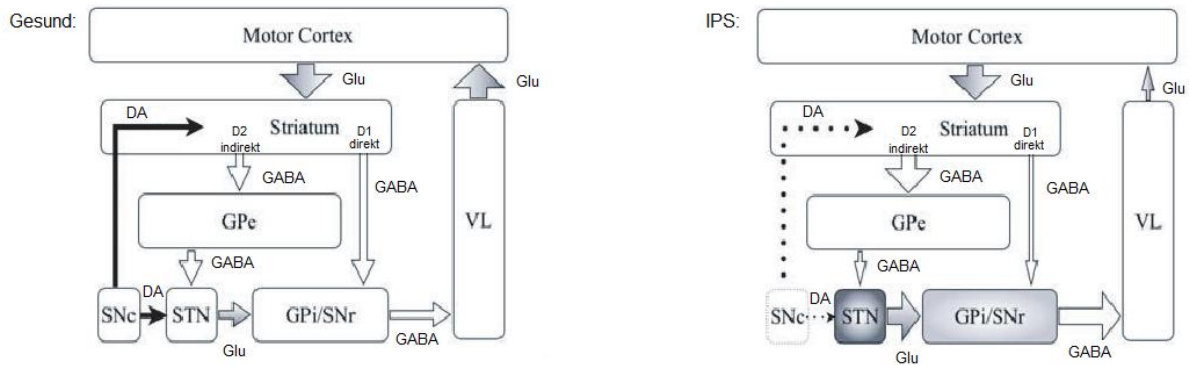 Gesund:
Motor Cortex
Glu
Glu
DA
Striatum
D2
indirekt
D1
direkt
GABA
GABA
GPe
VL
GABA
DA
SNc
STN
GPi/SNr
Glu
GABA
IPS:
Motor Cortex
Glu
Glu
DA
Striatum
D2
indirekt
D1
direkt
GABA
GABA
GPe
VL
GABA
DA
SNc
STN
GPi/SNr
Glu
GABA